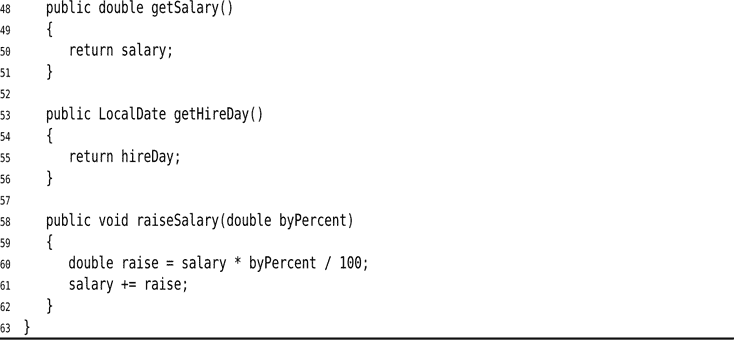 48    public double getSalary()
49    {
50       return salary;
51    }
52
53    public LocalDate getHireDay()
54    {
55       return hireDay;
56    }
57
58    public void raiseSalary(double byPercent)
59    {
60       double raise = salary * byPercent / 100;
61       salary += raise;
62    }
63 }